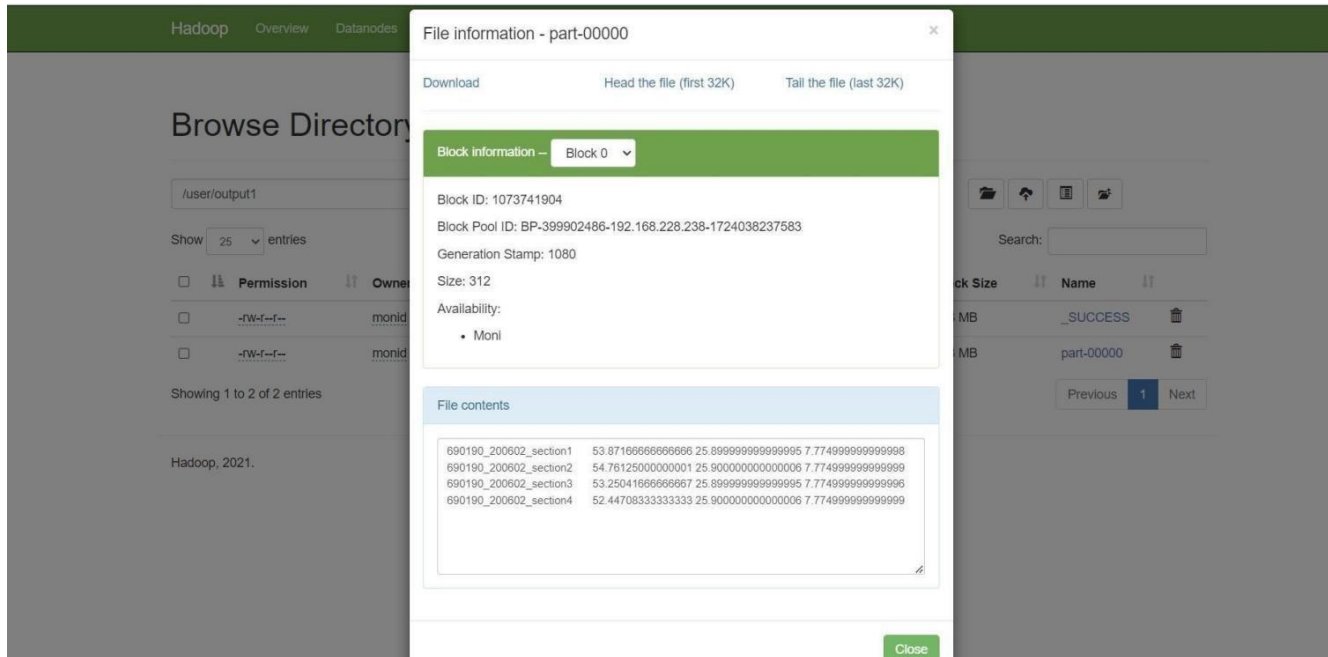 Hadoop Overview Datanodes
File information - part-00000 ×
Download Head the file (first 32K) Tail the file (last 32K)
Browse Directory
Block information -- Block 0
/user/output1
Block ID: 1073741904
Block Pool ID: BP-399902486-192.168.228.238-1724038237583
Show 25 entries
Search:
Generation Stamp: 1080
Permission Owner
Size: 312
ck Size Name
Availability:
-rw-r--r-- monid MB _SUCCESS
• Moni
-rw-r--r-- monid MB part-00000
Showing 1 to 2 of 2 entries
Previous 1 Next
File contents
690190_200602_section1 53.87166666666666 25.899999999999995 7.774999999999998
690190_200602_section2 54.76125000000001 25.900000000000006 7.774999999999999
690190_200602_section3 53.25041666666667 25.899999999999995 7.774999999999996
690190_200602_section4 52.44708333333333 25.900000000000006 7.774999999999999
Hadoop, 2021.
Close